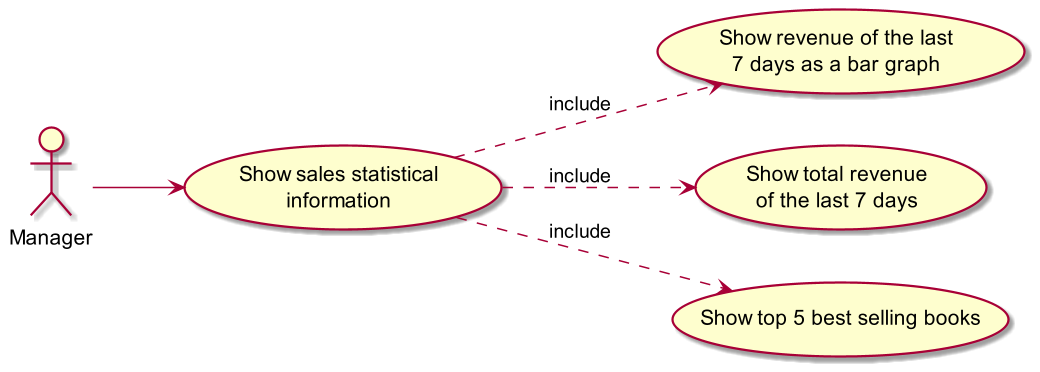 Show revenue of the last
7 days as a bar graph
include
Show sales statistical
information
include
Show total revenue
of the last 7 days
Manager
include
Show top 5 best selling books